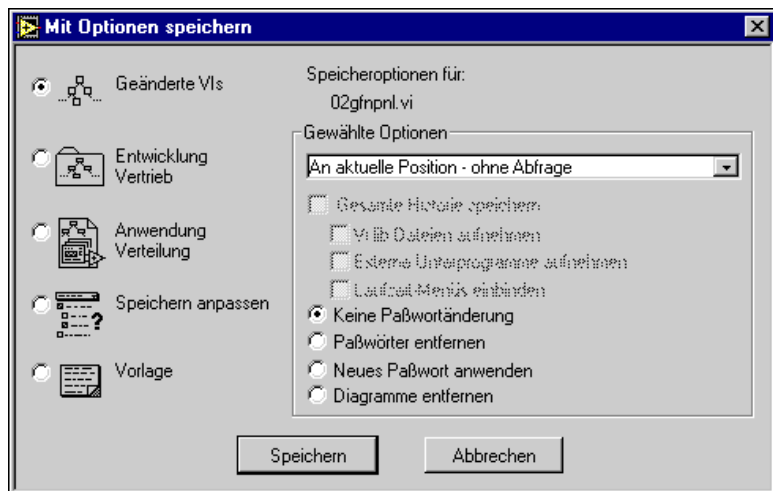 Mit Optionen speichern
Geänderte VIs
Entwicklung
Vertrieb
Anwendung
Verteilung
Speichern anpassen
Vorlage
Speicheroptionen für:
02gfnpnl.vi
Gewählte Optionen
An aktuelle Position - ohne Abfrage
Gesamte Historie speichern
Vi.lib Dateien aufnehmen
Externe Unterprogramme aufnehmen
Laufzeit-Menüs einbinden
Keine Paßwortänderung
Paßwörter entfernen
Neues Paßwort anwenden
Diagramme entfernen
Speichern
Abbrechen